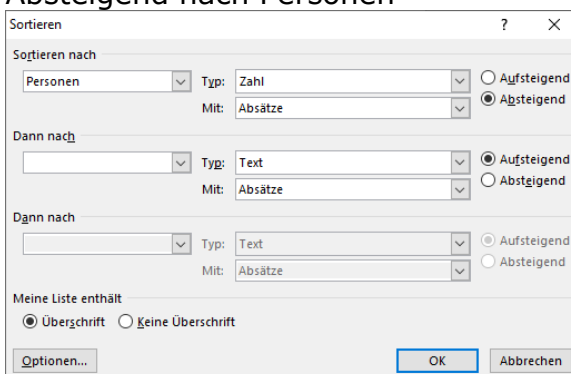 Absteigend nach Personen
Sortieren ? ×
Sortieren nach
Personen Typ: Zahl Aufsteigend
Mit: Absätze Absteigend
Dann nach
Typ: Text Aufsteigend
Mit: Absätze Absteigend
Dann nach
Typ: Text Aufsteigend
Mit: Absätze Absteigend
Meine Liste enthält
Überschrift Keine Überschrift
Optionen... OK Abbrechen